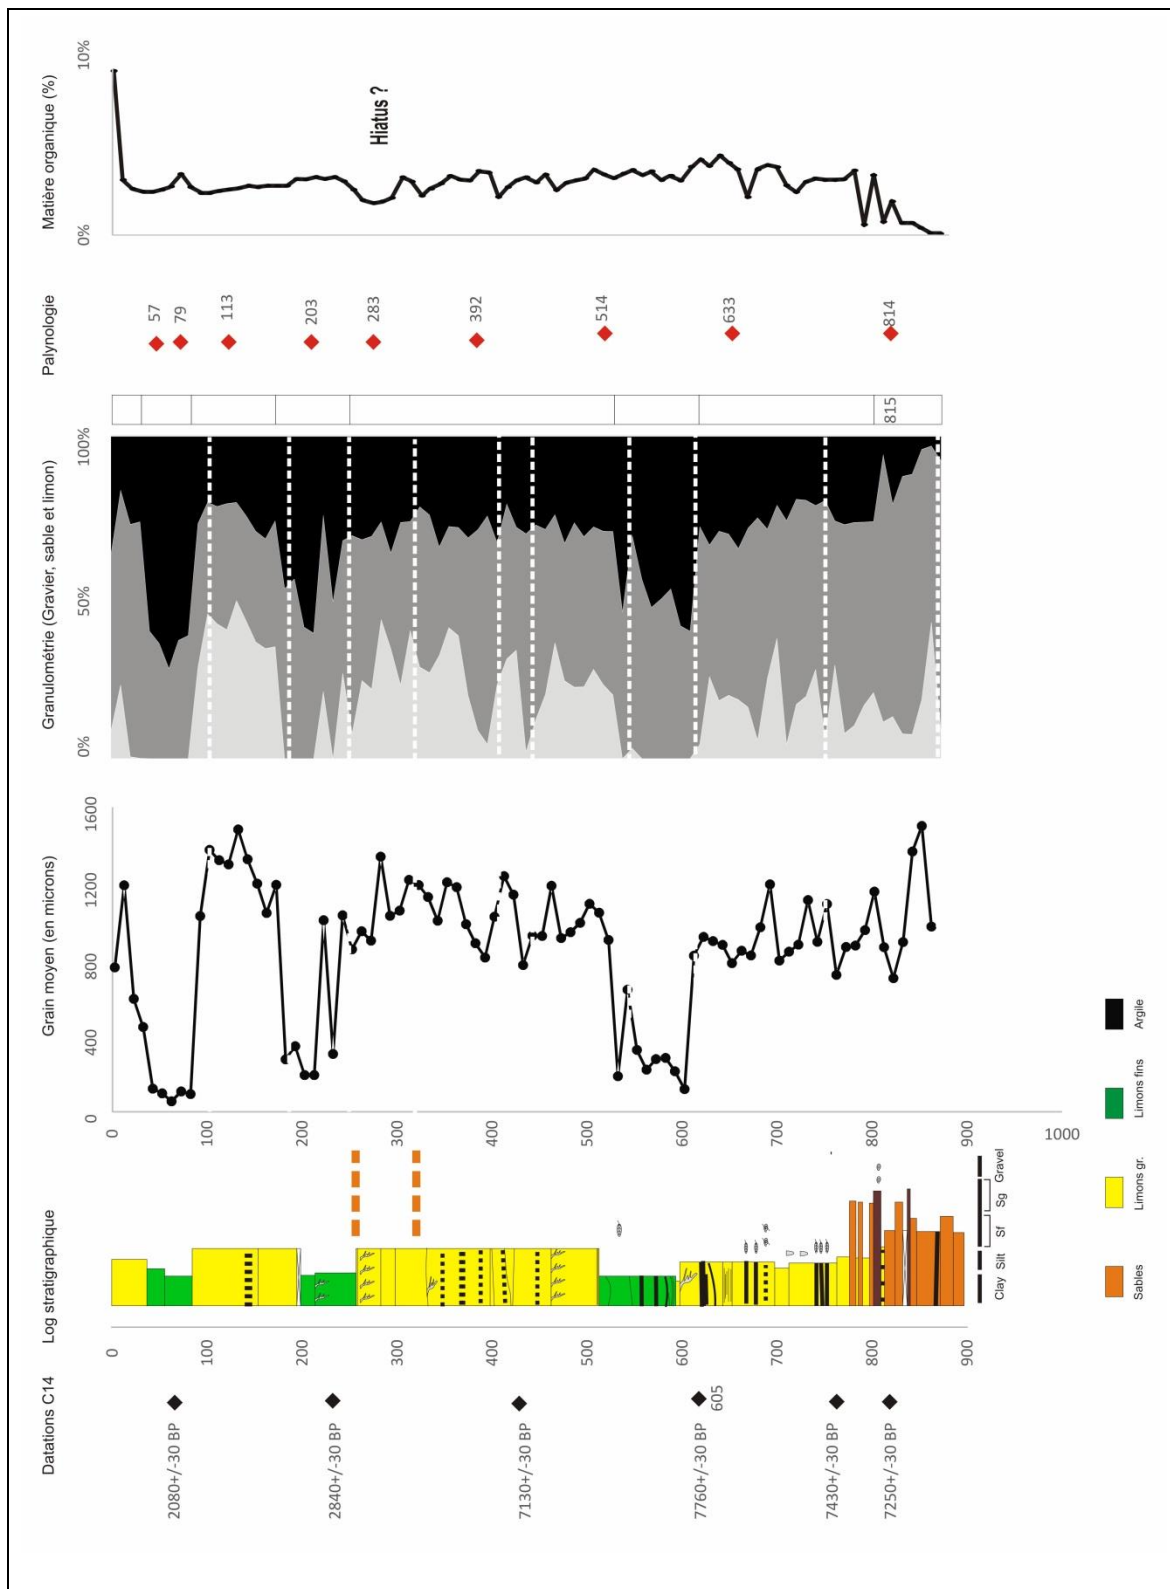 Matière organique (%)
10%
0%
Hiatus ?
Palynologie
57
79
113
203
283
392
514
633
814
815
Granulométrie (Gravier, sable et limon)
100%
50%
0%
Grain moyen (en microns)
1600
1200
800
400
0
0
100
200
300
400
500
600
700
800
900
1000
Log stratigraphique
Gravel
Sg
Sf
Silt
Clay
0
100
200
300
400
500
600
700
800
900
Datations C14
2080+/-30 BP
2840+/-30 BP
7130+/-30 BP
7760+/-30 BP
605
7430+/-30 BP
7250+/-30 BP
Sables
Limons gr.
Limons fins
Argile